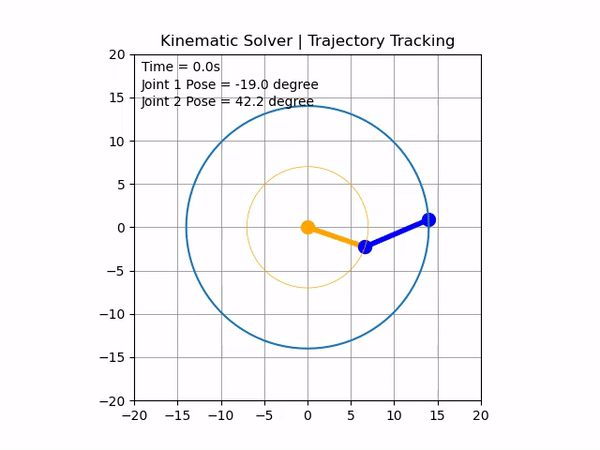 Kinematic Solver | Trajectory Tracking
Time = 0.0s
Joint 1 Pose = -19.0 degree
Joint 2 Pose = 42.2 degree
20
15
10
5
0
−5
−10
−15
−20
−20 −15 −10 −5 0 5 10 15 20